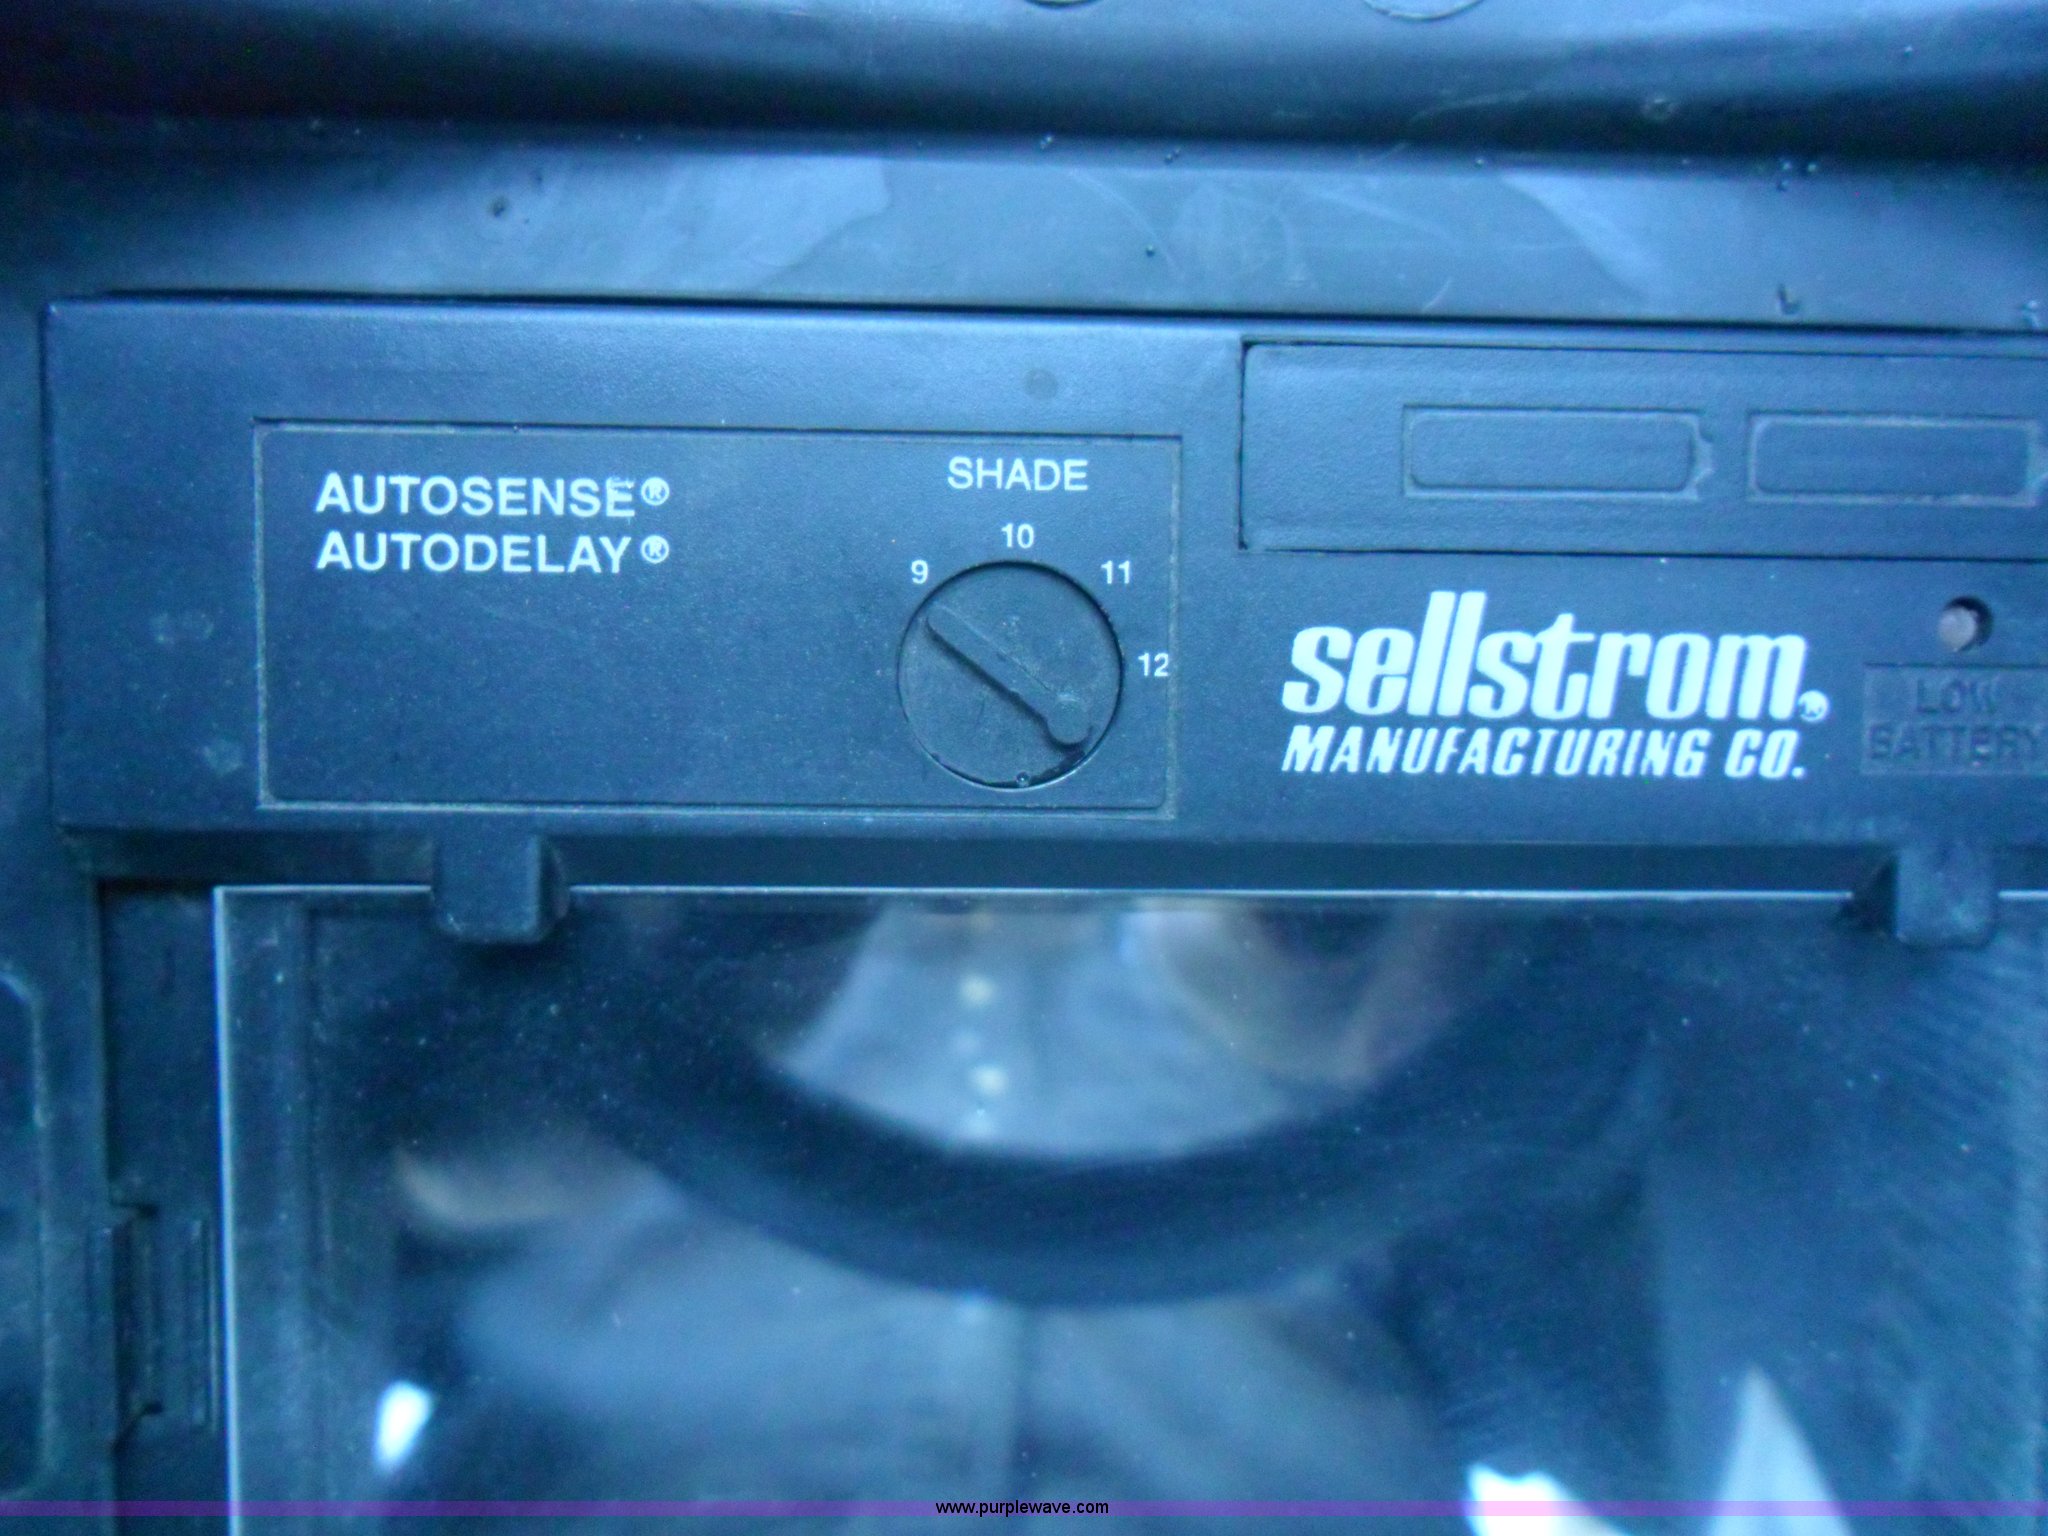 AUTOSENSE®
AUTODELAY®
SHADE
9 10 11 12
sellstrom®
MANUFACTURING CO.
LOW
BATTERY
www.purplewave.com